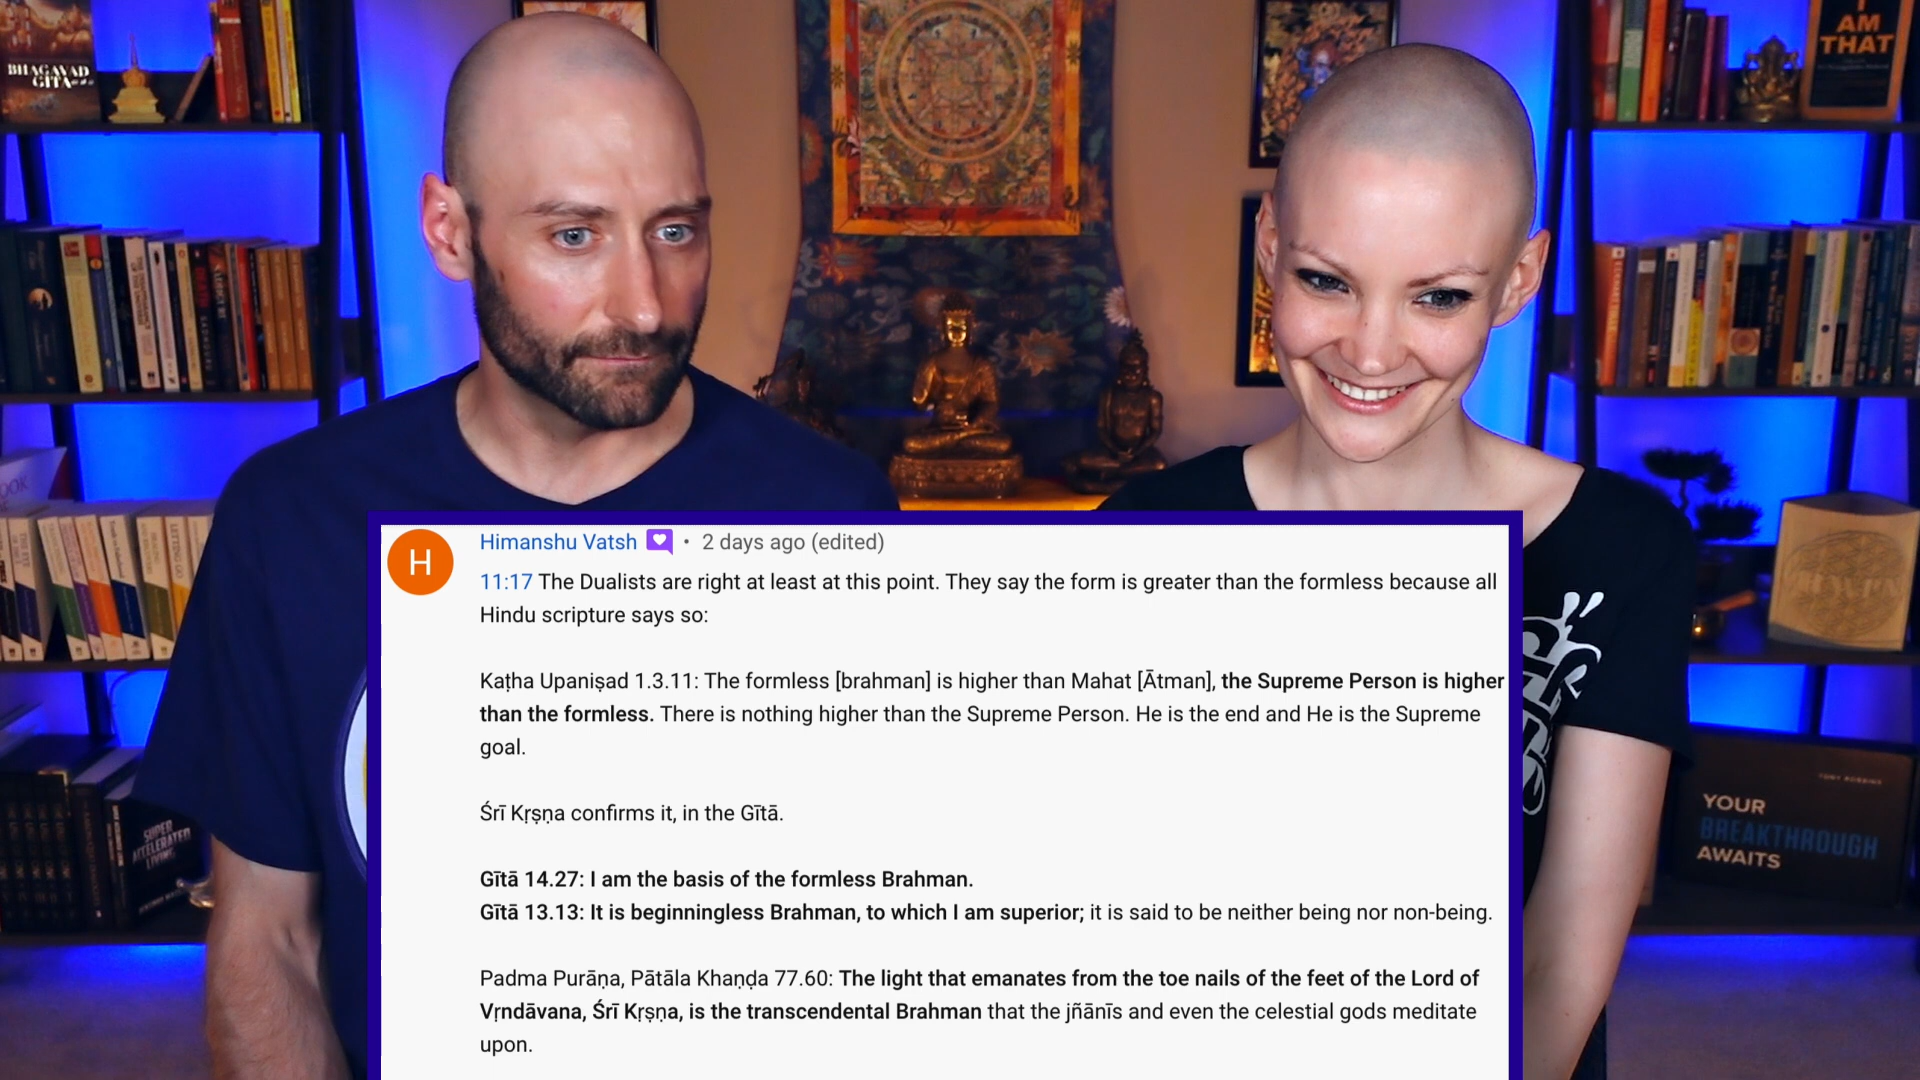 BHAGAVAD
GITA
I
AM
THAT
H
Himanshu Vatsh • 2 days ago (edited)
11:17 The Dualists are right at least at this point. They say the form is greater than the formless because all
Hindu scripture says so:
Kaṭha Upaniṣad 1.3.11: The formless [brahman] is higher than Mahat [Ātman], the Supreme Person is higher
than the formless. There is nothing higher than the Supreme Person. He is the end and He is the Supreme
goal.
Śrī Kṛṣṇa confirms it, in the Gītā.
Gītā 14.27: I am the basis of the formless Brahman.
Gītā 13.13: It is beginningless Brahman, to which I am superior; it is said to be neither being nor non-being.
Padma Purāṇa, Pātāla Khaṇḍa 77.60: The light that emanates from the toe nails of the feet of the Lord of
Vṛndāvana, Śrī Kṛṣṇa, is the transcendental Brahman that the jñānīs and even the celestial gods meditate
upon.
SUPER
ACCELERATED
LIVING
TONY ROBBINS
YOUR
BREAKTHROUGH
AWAITS